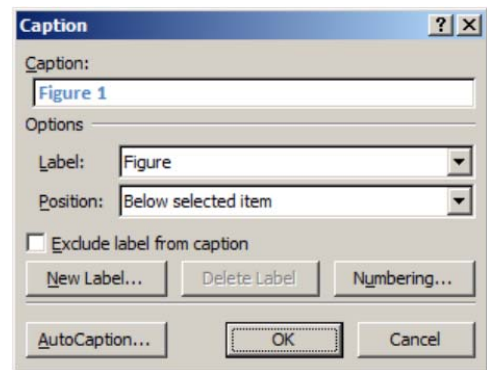 Caption
Caption:
Figure 1
Options
Label: Figure
Position: Below selected item
Exclude label from caption
New Label... Delete Label Numbering...
AutoCaption... OK Cancel